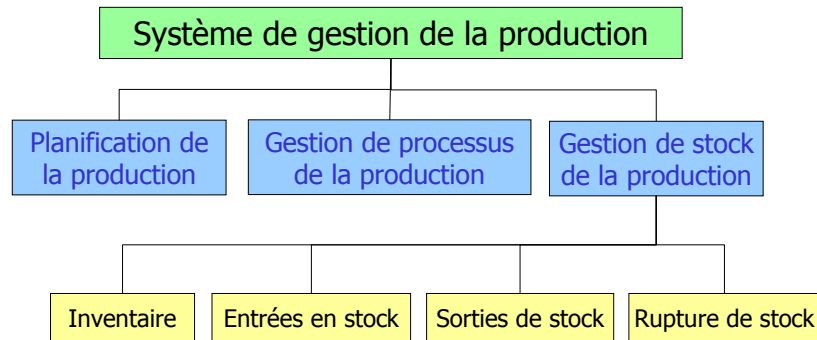 Système de gestion de la production
Planification de
la production
Gestion de processus
de la production
Gestion de stock
de la production
Inventaire
Entrées en stock
Sorties de stock
Rupture de stock